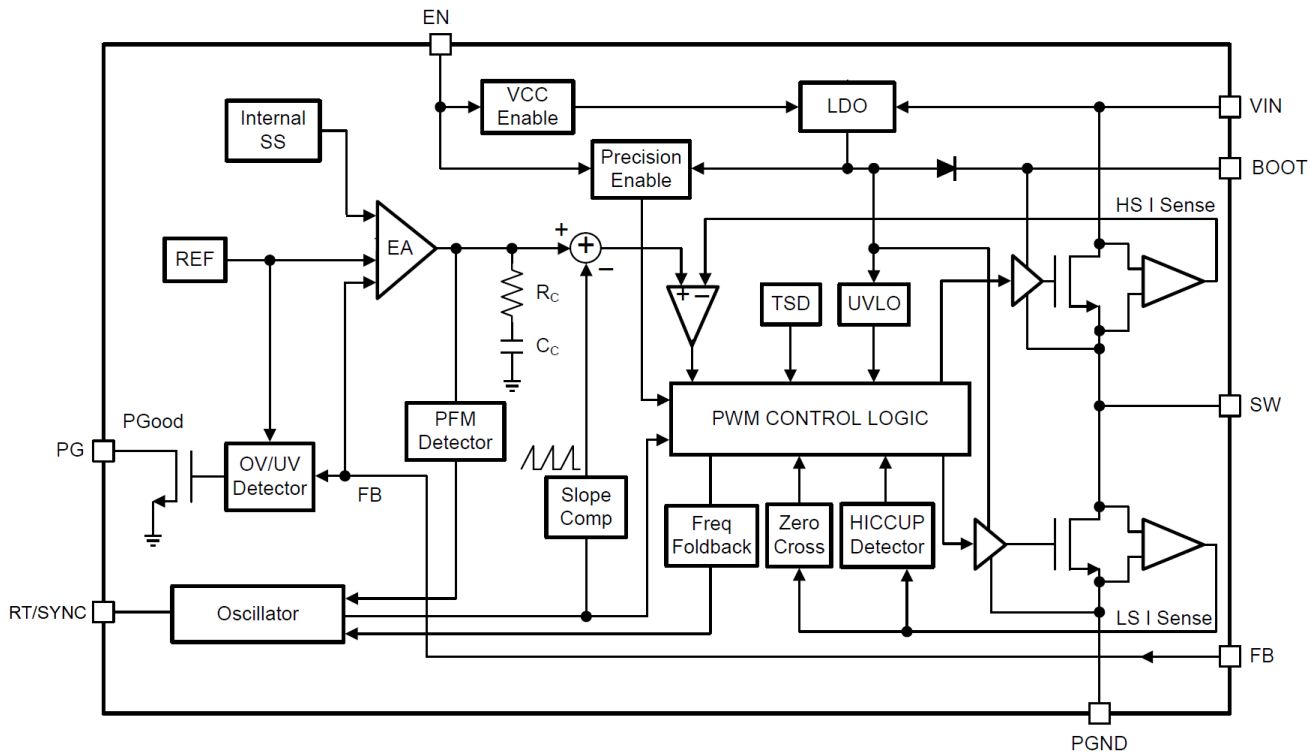 EN
VCC
Enable
LDO
VIN
Internal
SS
Precision
Enable
BOOT
HS I Sense
+
EA
+
−
REF
+ −
TSD
UVLO
RC
CC
PWM CONTROL LOGIC
SW
PGood
PFM
Detector
PG
OV/UV
Detector
FB
Slope
Comp
Freq
Foldback
Zero
Cross
HICCUP
Detector
RT/SYNC
Oscillator
LS I Sense
FB
PGND